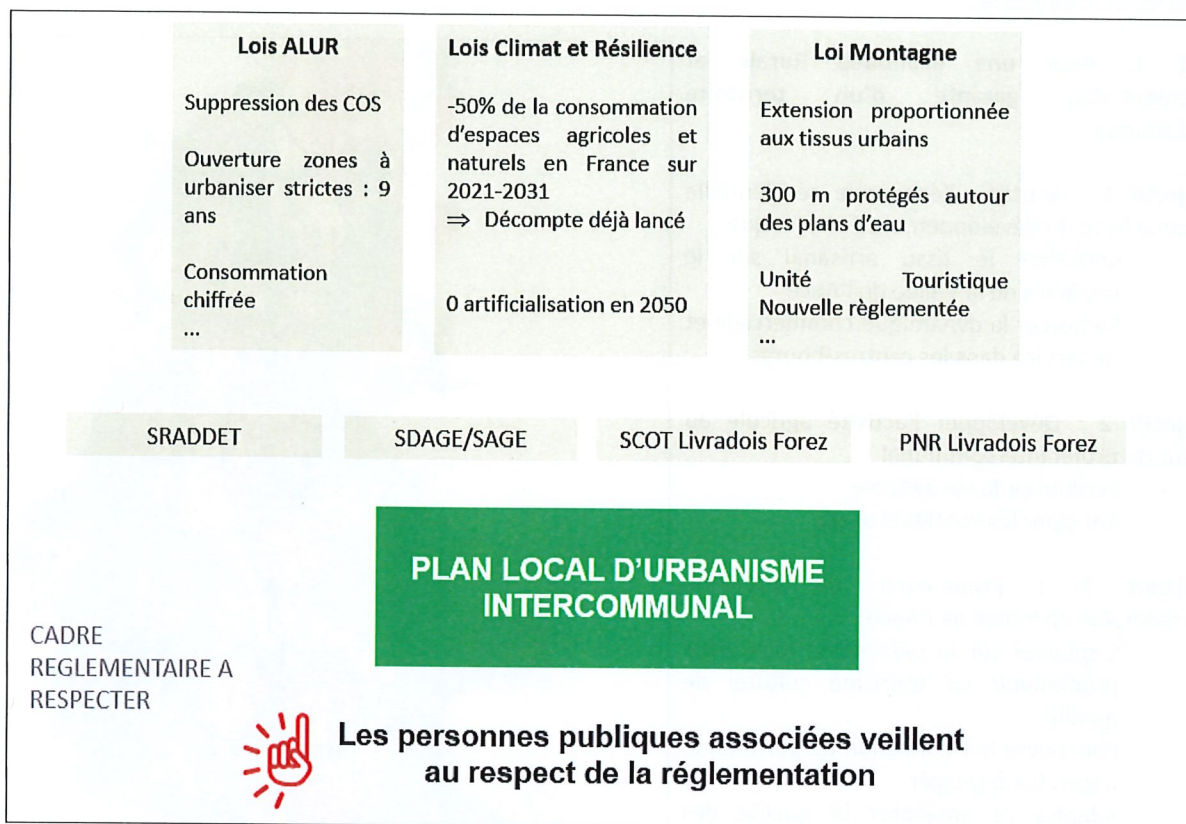 Lois ALUR
Suppression des COS
Ouverture zones à
urbaniser strictes : 9
ans
Consommation
chiffrée
...
Lois Climat et Résilience
-50% de la consommation
d'espaces agricoles et
naturels en France sur
2021-2031
⇒ Décompte déjà lancé
0 artificialisation en 2050
Loi Montagne
Extension proportionnée
aux tissus urbains
300 m protégés autour
des plans d'eau
Unité Touristique
Nouvelle règlementée
...
SRADDET
SDAGE/SAGE
SCOT Livradois Forez
PNR Livradois Forez
PLAN LOCAL D'URBANISME
INTERCOMMUNAL
CADRE
REGLEMENTAIRE A
RESPECTER
Les personnes publiques associées veillent
au respect de la réglementation